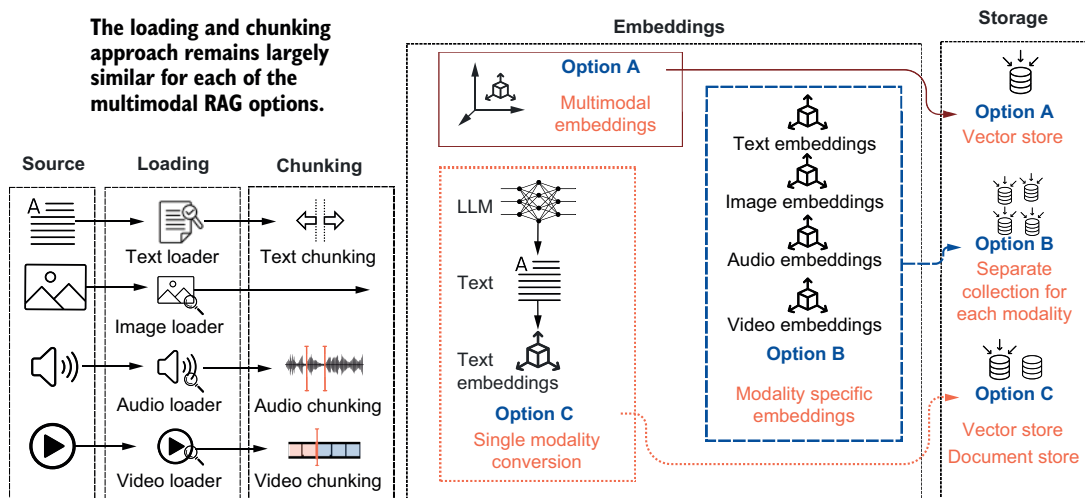 The loading and chunking
approach remains largely
similar for each of the
multimodal RAG options.
Source
Loading
Chunking
A
Text loader
Text chunking
Image loader
Audio loader
Audio chunking
Video loader
Video chunking
Embeddings
Option A
Multimodal
embeddings
LLM
A
Text
Text
embeddings
Option C
Single modality
conversion
Text embeddings
Image embeddings
Audio embeddings
Video embeddings
Option B
Modality specific
embeddings
Storage
Option A
Vector store
Option B
Separate
collection for
each modality
Option C
Vector store
Document store